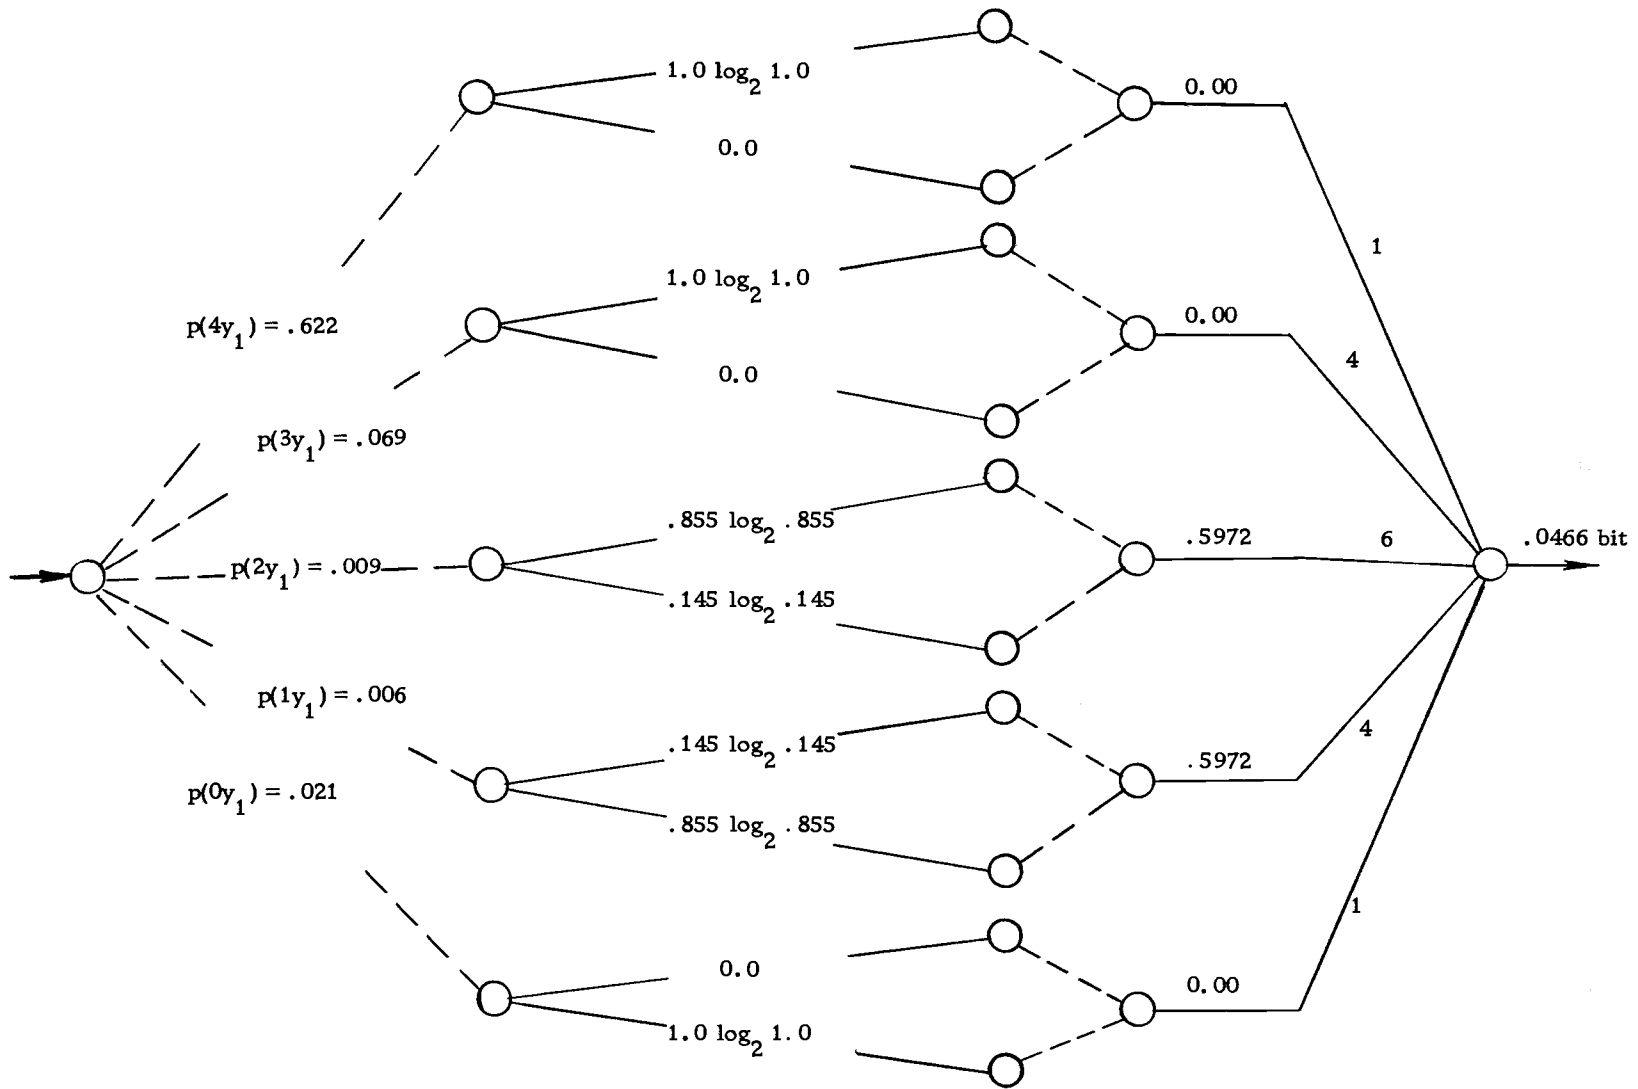 1.0 log2 1.0
0.00
0.0
1
1.0 log2 1.0
0.00
p(4y1) = .622
4
0.0
p(3y1) = .069
.855 log2 .855
.5972
6
.0466 bit
p(2y1) = .009
.145 log2 .145
p(1y1) = .006
.145 log2 .145
4
.5972
p(0y1) = .021
.855 log2 .855
1
0.0
0.00
1.0 log2 1.0